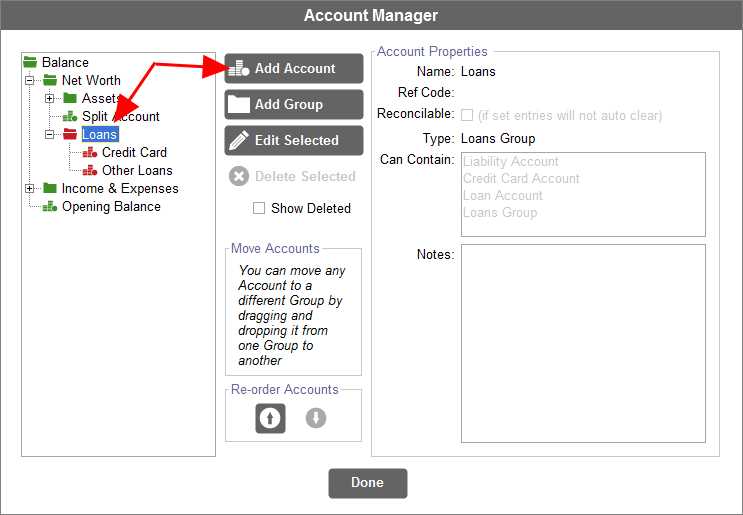 Account Manager
Balance
Net Worth
Assets
Split Account
Loans
Credit Card
Other Loans
Income & Expenses
Opening Balance
Add Account
Add Group
Edit Selected
Delete Selected
Show Deleted
Move Accounts
You can move any
Account to a
different Group by
dragging and
dropping it from
one Group to
another
Re-order Accounts
Account Properties
Name: Loans
Ref Code:
Reconcilable: (if set entries will not auto clear)
Type: Loans Group
Can Contain:
Liability Account
Credit Card Account
Loan Account
Loans Group
Notes:
Done